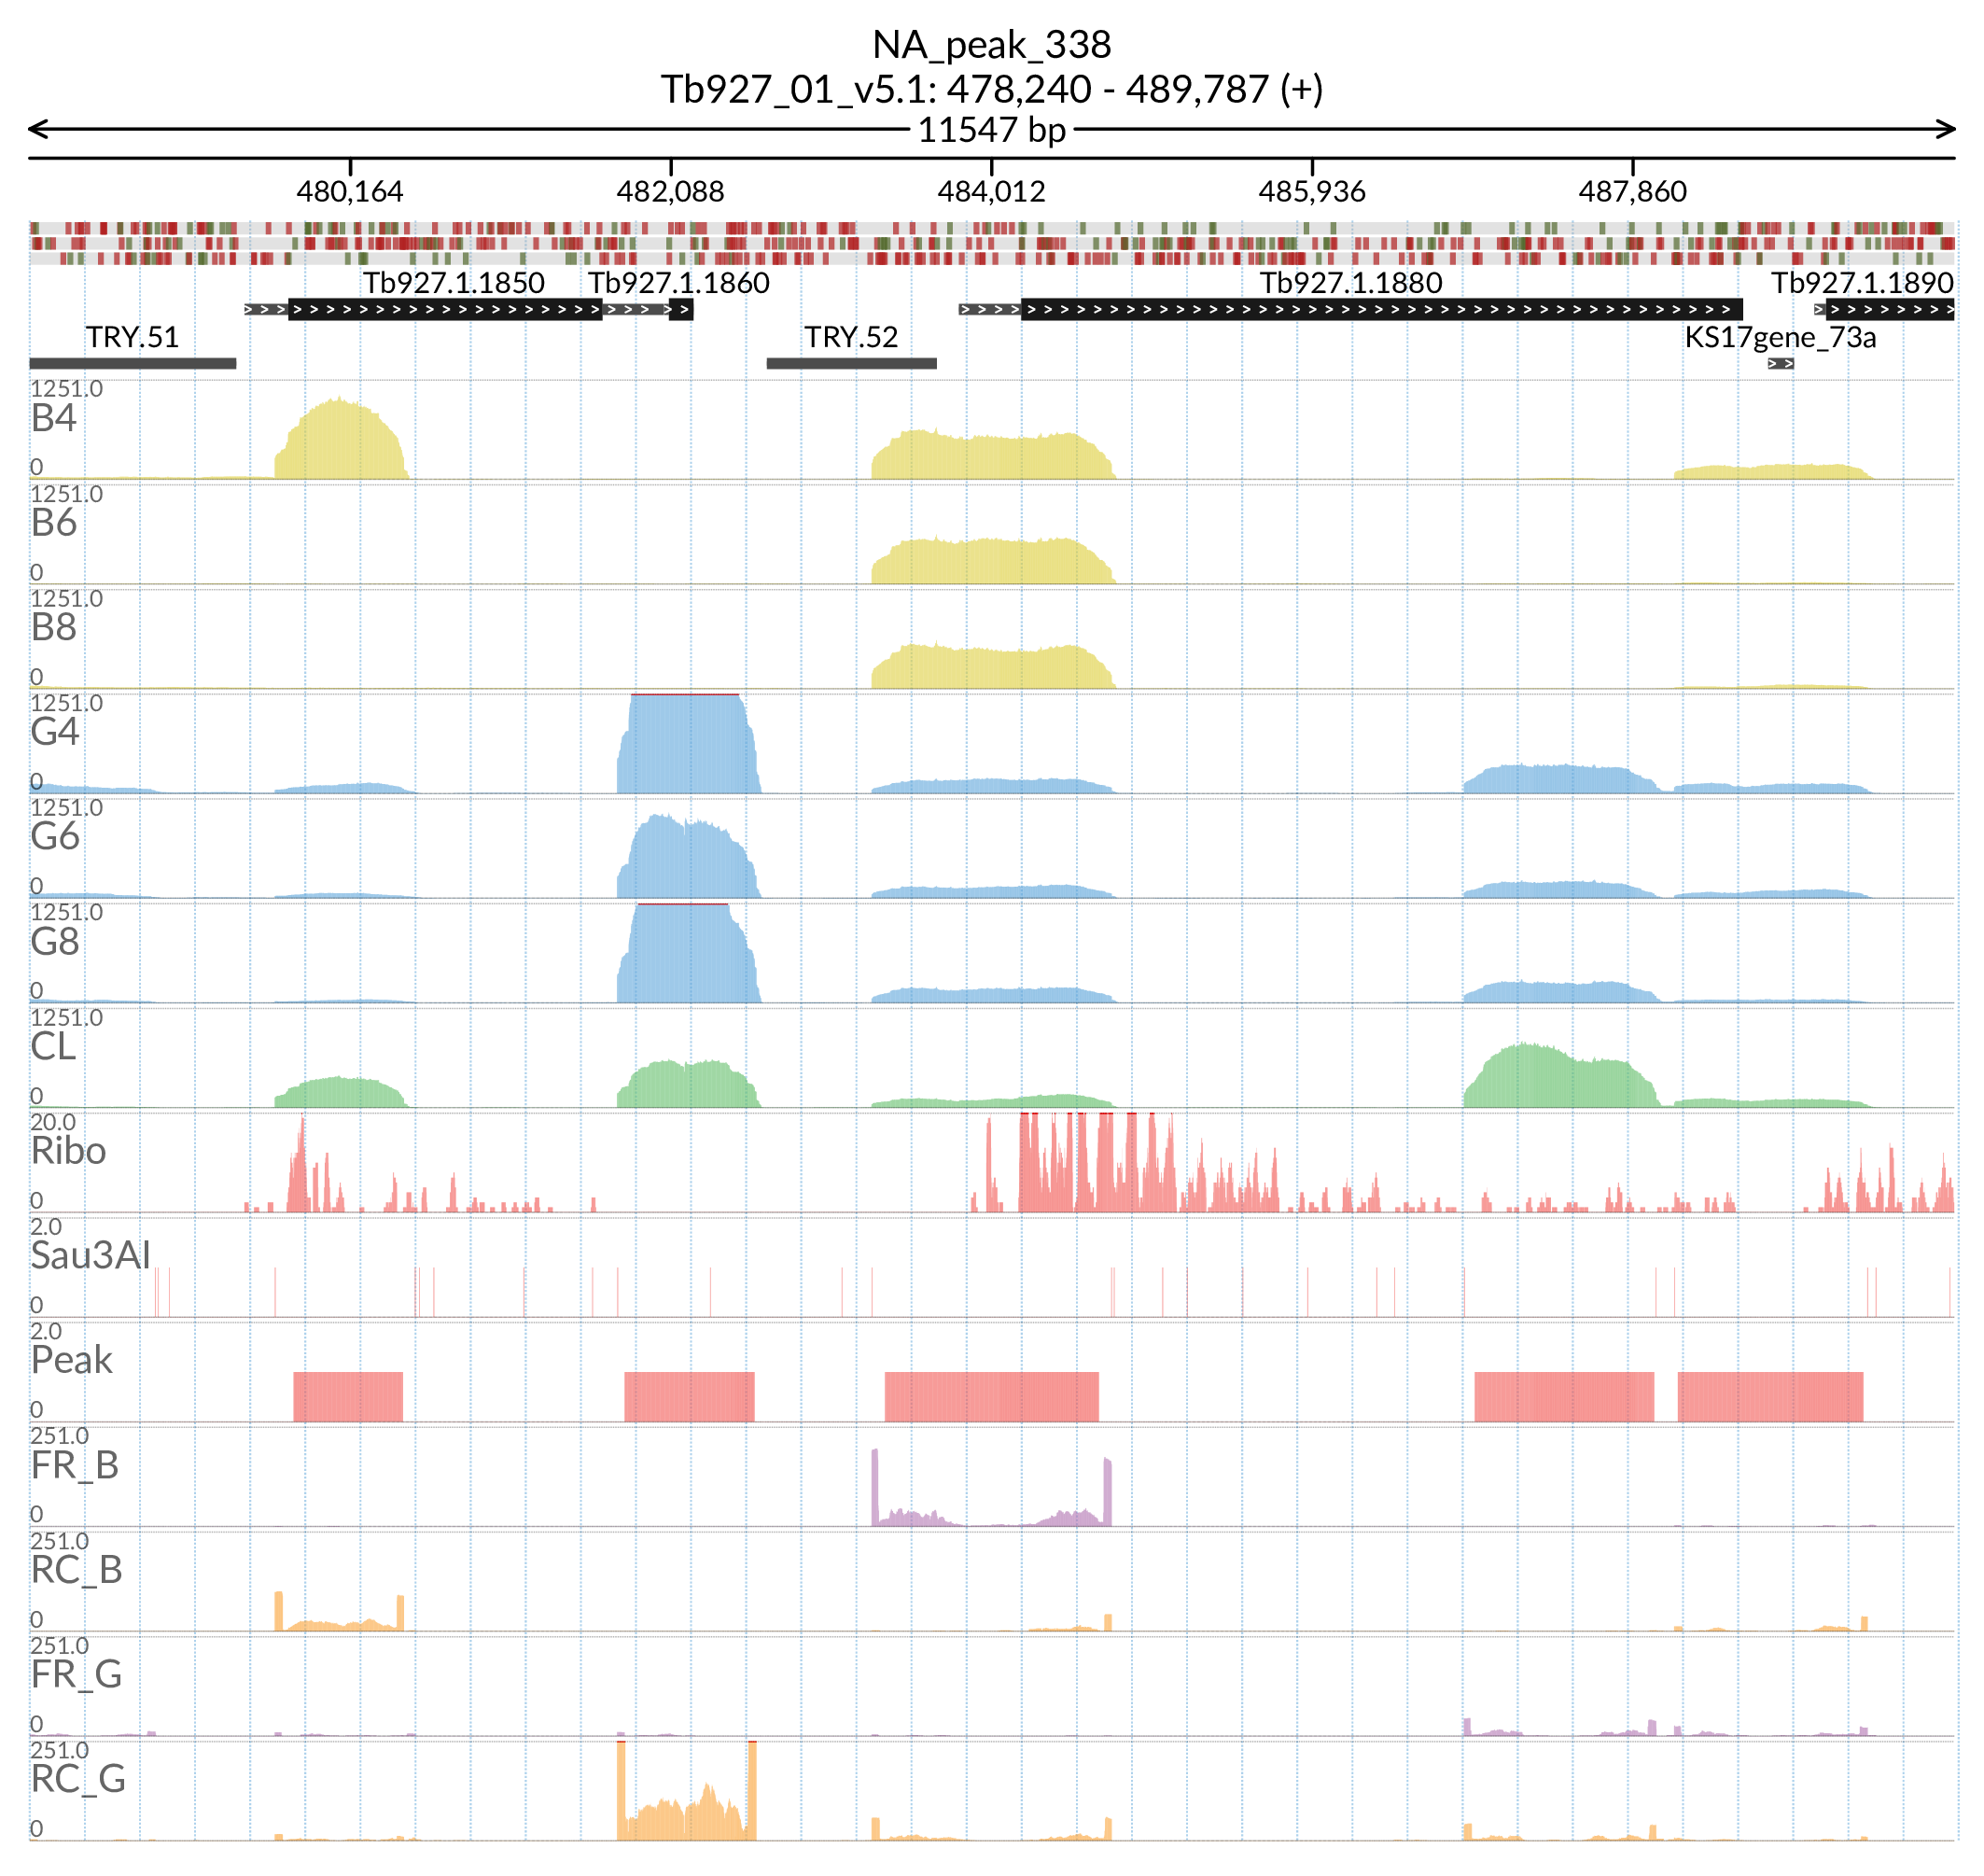 NA_peak_338
Tb927_01_v5.1: 478,240 - 489,787 (+)
11547 bp
480,164 482,088 484,012 485,936 487,860
Tb927.1.1850 Tb927.1.1860 Tb927.1.1880 Tb927.1.1890
TRY.51 TRY.52 KS17gene_73a
1251.0
B4
0
1251.0
B6
0
1251.0
B8
0
1251.0
G4
0
1251.0
G6
0
1251.0
G8
0
1251.0
CL
0
20.0
Ribo
0
2.0
Sau3AI
0
2.0
Peak
0
251.0
FR_B
0
251.0
RC_B
0
251.0
FR_G
0
251.0
RC_G
0